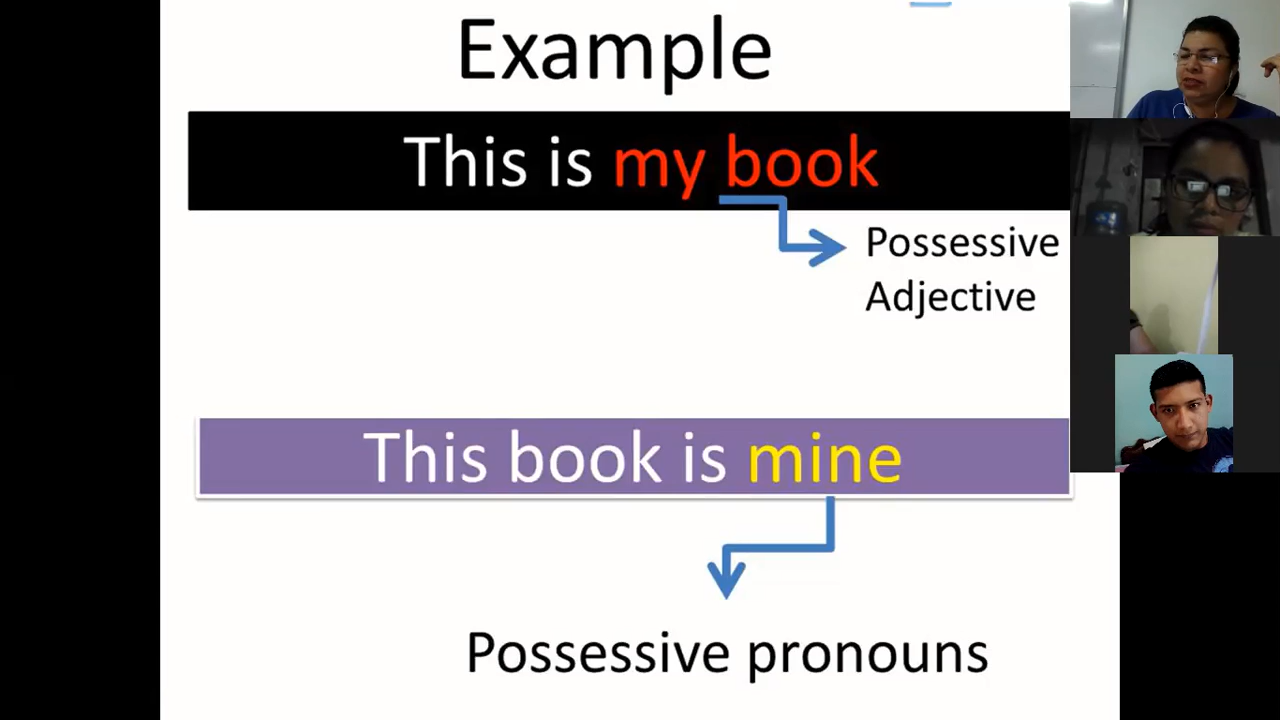 Example
This is my book
Possessive
Adjective
This book is mine
Possessive pronouns